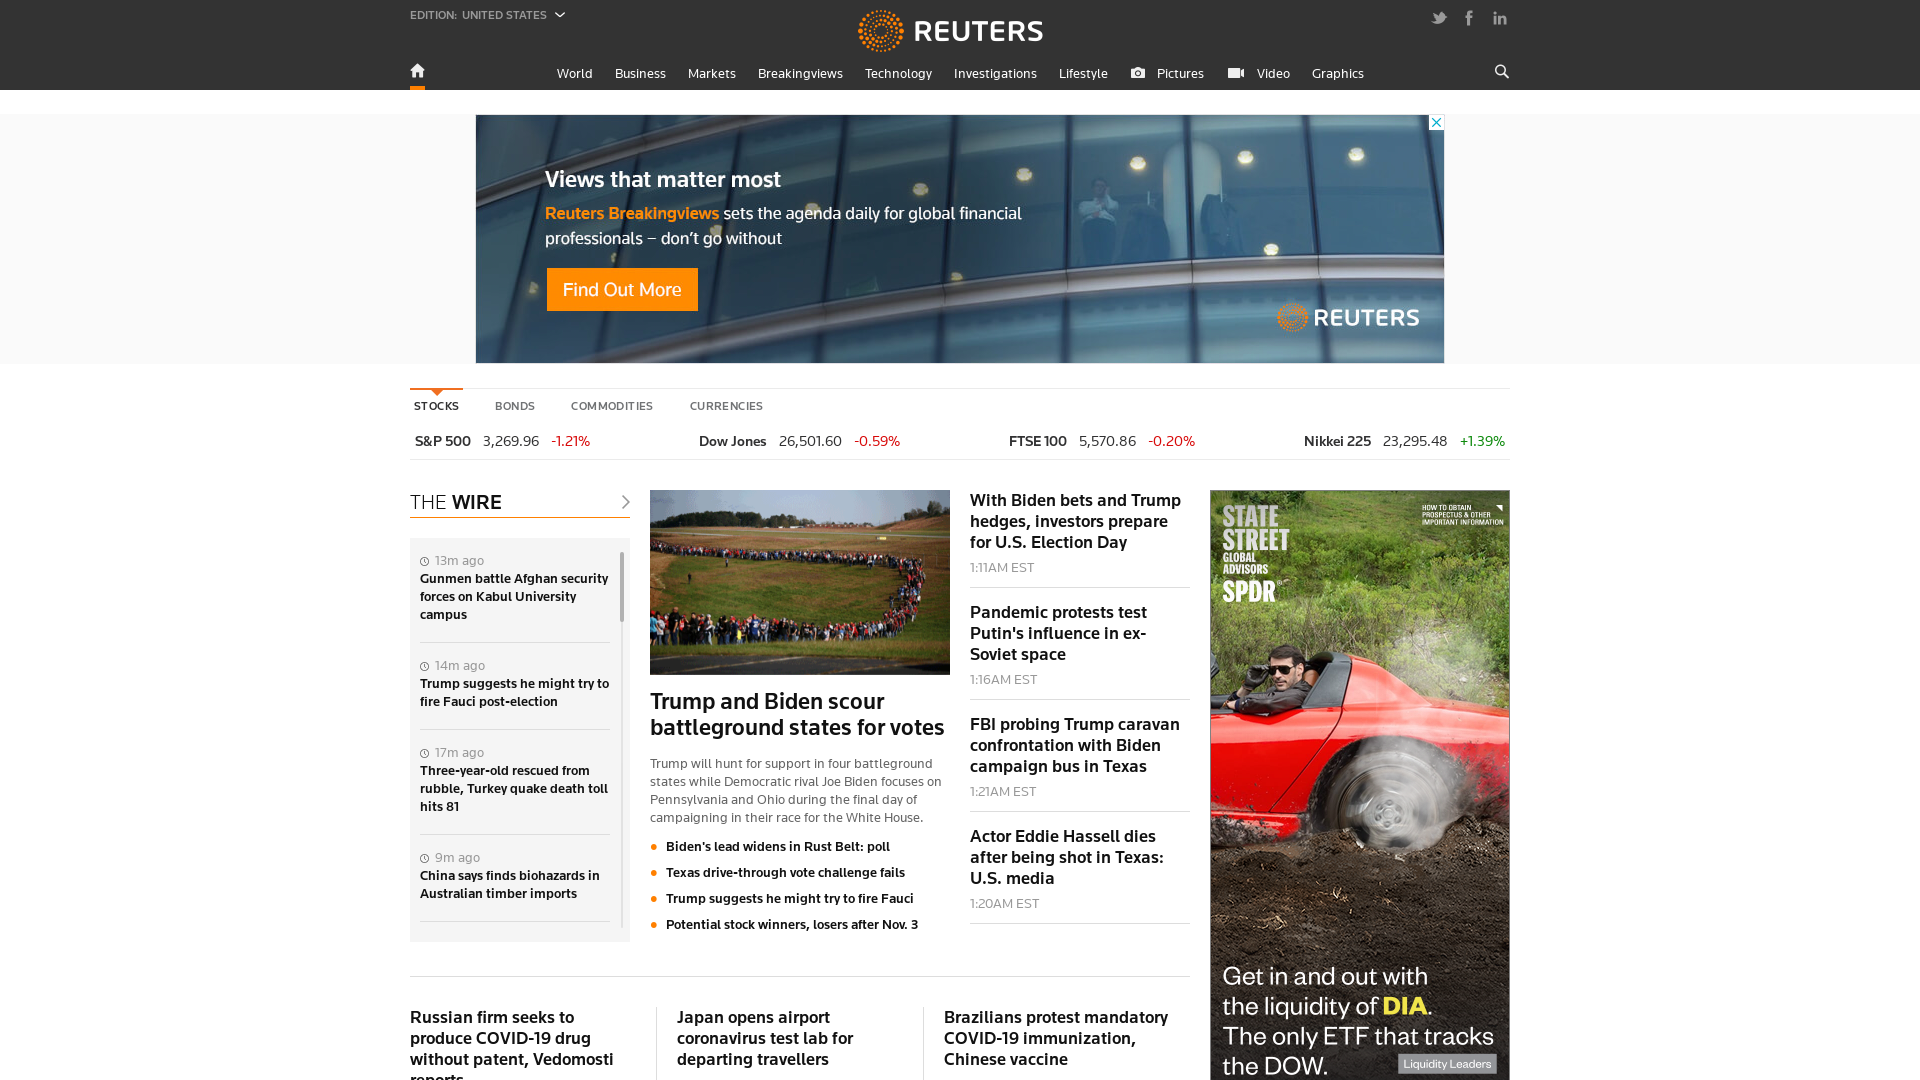 EDITION: UNITED STATES
REUTERS
World Business Markets Breakingviews Technology Investigations Lifestyle Pictures Video Graphics
Views that matter most
Reuters Breakingviews sets the agenda daily for global financial
professionals – don't go without
Find Out More
REUTERS
STOCKS BONDS COMMODITIES CURRENCIES
S&P 500 3,269.96 -1.21% Dow Jones 26,501.60 -0.59% FTSE 100 5,570.86 -0.20% Nikkei 225 23,295.48 +1.39%
THE WIRE
13m ago
Gunmen battle Afghan security
forces on Kabul University
campus
14m ago
Trump suggests he might try to
fire Fauci post-election
17m ago
Three-year-old rescued from
rubble, Turkey quake death toll
hits 81
9m ago
China says finds biohazards in
Australian timber imports
Trump and Biden scour
battleground states for votes
Trump will hunt for support in four battleground
states while Democratic rival Joe Biden focuses on
Pennsylvania and Ohio during the final day of
campaigning in their race for the White House.
Biden's lead widens in Rust Belt: poll
Texas drive-through vote challenge fails
Trump suggests he might try to fire Fauci
Potential stock winners, losers after Nov. 3
With Biden bets and Trump
hedges, investors prepare
for U.S. Election Day
1:11AM EST
Pandemic protests test
Putin's influence in ex-
Soviet space
1:16AM EST
FBI probing Trump caravan
confrontation with Biden
campaign bus in Texas
1:21AM EST
Actor Eddie Hassell dies
after being shot in Texas:
U.S. media
1:20AM EST
STATE
STREET
GLOBAL
ADVISORS
SPDR®
HOW TO OBTAIN
PROSPECTUS & OTHER
IMPORTANT INFORMATION
Get in and out with
the liquidity of DIA.
The only ETF that tracks
the DOW.
Liquidity Leaders
Russian firm seeks to
produce COVID-19 drug
without patent, Vedomosti
reports
Japan opens airport
coronavirus test lab for
departing travellers
Brazilians protest mandatory
COVID-19 immunization,
Chinese vaccine